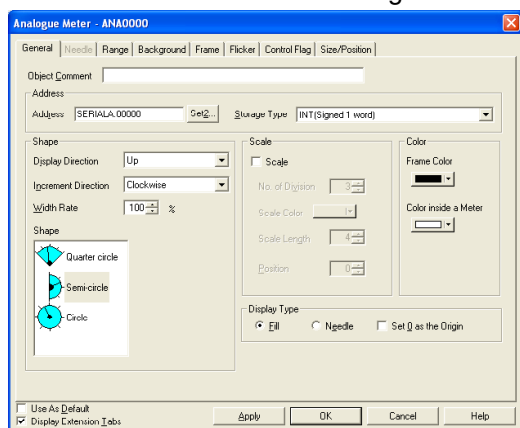 Analogue Meter - ANA0000
General Needle Range Background Frame Flicker Control Flag Size/Position
Object Comment
Address
Address SERIALA:00000 Set2... Storage Type INT(Signed 1 word)
Shape Scale Color
Display Direction Up Scale Frame Color
Increment Direction Clockwise No. of Division 3
Width Rate 100 % Scale Color Color inside a Meter
Shape Scale Length 4
Quarter circle
Semi-circle Position 0
Circle
Display Type
Fill Needle Set 0 as the Origin
Use As Default
Display Extension Tabs Apply OK Cancel Help